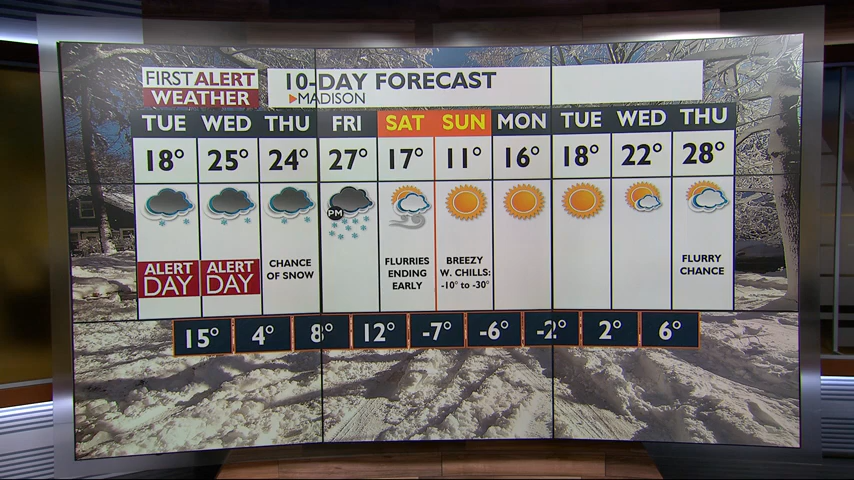 FIRST ALERT
WEATHER
10-DAY FORECAST
MADISON
TUE WED THU FRI SAT SUN MON TUE WED THU
18° 25° 24° 27° 17° 11° 16° 18° 22° 28°
PM
ALERT DAY
ALERT DAY
CHANCE OF SNOW
FLURRIES ENDING EARLY
BREEZY W. CHILLS: -10° to -30°
FLURRY CHANCE
15° 4° 8° 12° -7° -6° -2° 2° 6°